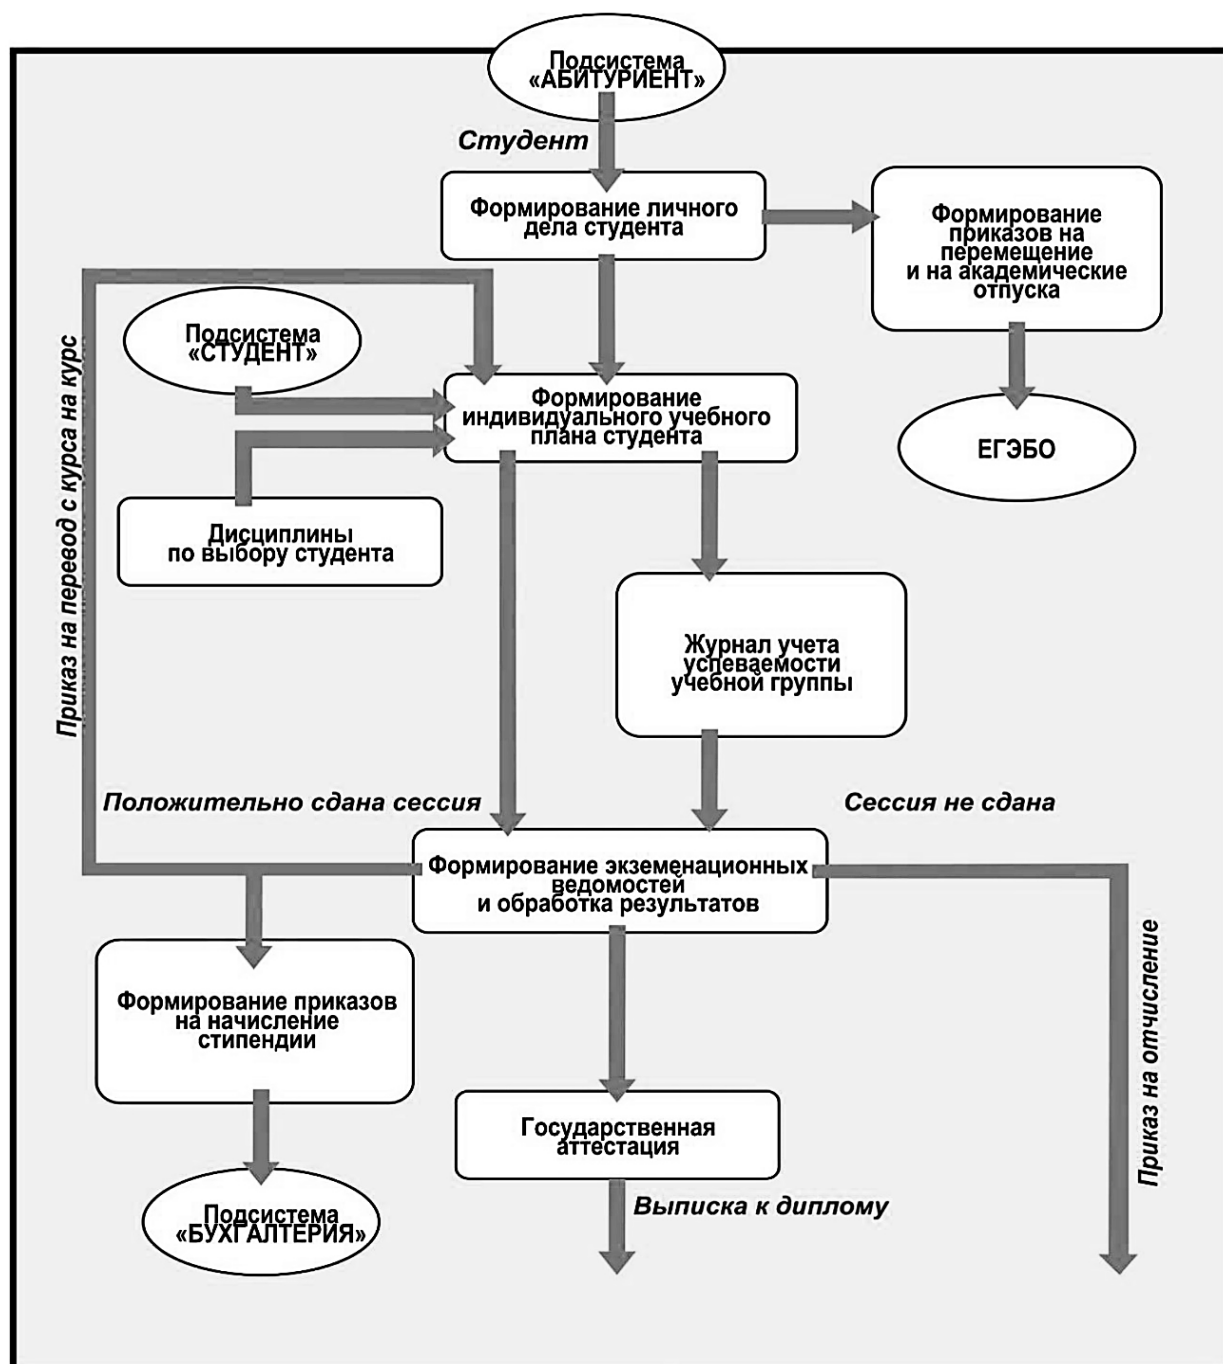 Подсистема
«АБИТУРИЕНТ»
Студент
Формирование личного
дела студента
Формирование
приказов на
перемещение
и на академические
отпуска
Приказ на перевод с курса на курс
Подсистема
«СТУДЕНТ»
Формирование
индивидуального учебного
плана студента
ЕГЭБО
Дисциплины
по выбору студента
Журнал учета
успеваемости
учебной группы
Положительно сдана сессия
Сессия не сдана
Формирование экземенационных
ведомостей
и обработка результатов
Приказ на отчисление
Формирование приказов
на начисление
стипендии
Государственная
аттестация
Выписка к диплому
Подсистема
«БУХГАЛТЕРИЯ»